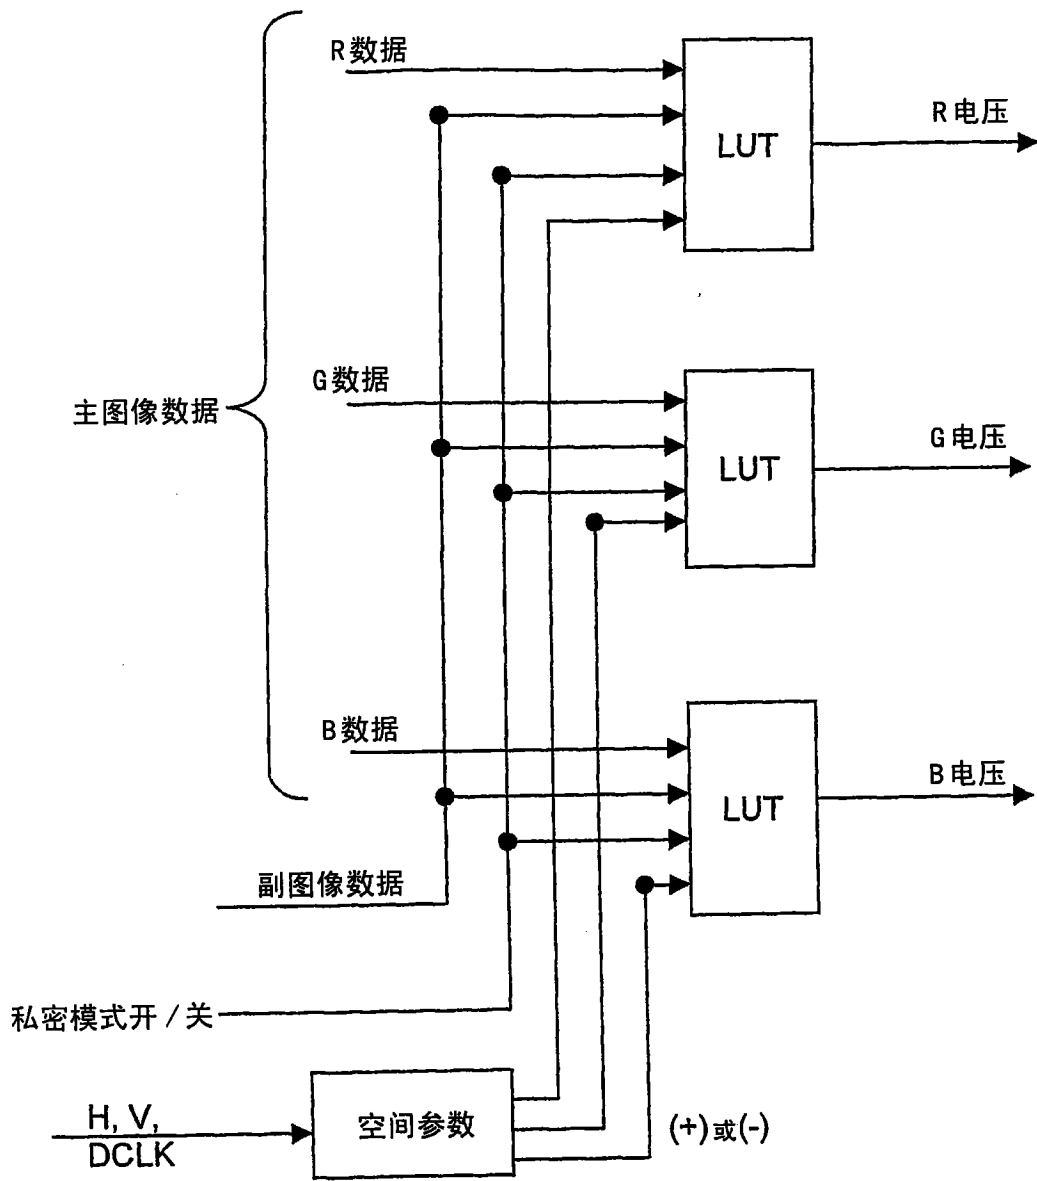 R数据
LUT
R电压
G数据
主图像数据
LUT
G电压
B数据
LUT
B电压
副图像数据
私密模式开/关
H, V,
DCLK
空间参数
(+)或(-)